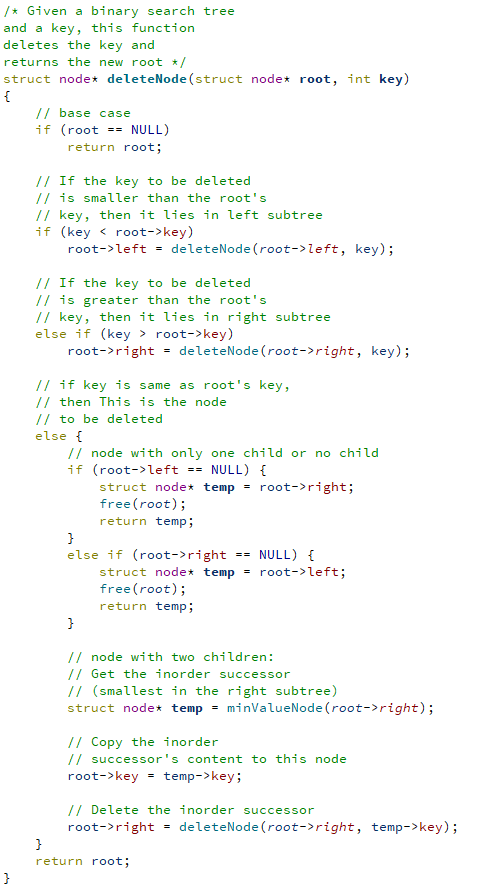 /* Given a binary search tree
and a key, this function
deletes the key and
returns the new root */
struct node* deleteNode(struct node* root, int key)
{
    // base case
    if (root == NULL)
        return root;

    // If the key to be deleted
    // is smaller than the root's
    // key, then it lies in left subtree
    if (key < root->key)
        root->left = deleteNode(root->left, key);

    // If the key to be deleted
    // is greater than the root's
    // key, then it lies in right subtree
    else if (key > root->key)
        root->right = deleteNode(root->right, key);

    // if key is same as root's key,
    // then This is the node
    // to be deleted
    else {
        // node with only one child or no child
        if (root->left == NULL) {
            struct node* temp = root->right;
            free(root);
            return temp;
        }
        else if (root->right == NULL) {
            struct node* temp = root->left;
            free(root);
            return temp;
        }

        // node with two children:
        // Get the inorder successor
        // (smallest in the right subtree)
        struct node* temp = minValueNode(root->right);

        // Copy the inorder
        // successor's content to this node
        root->key = temp->key;

        // Delete the inorder successor
        root->right = deleteNode(root->right, temp->key);
    }
    return root;
}